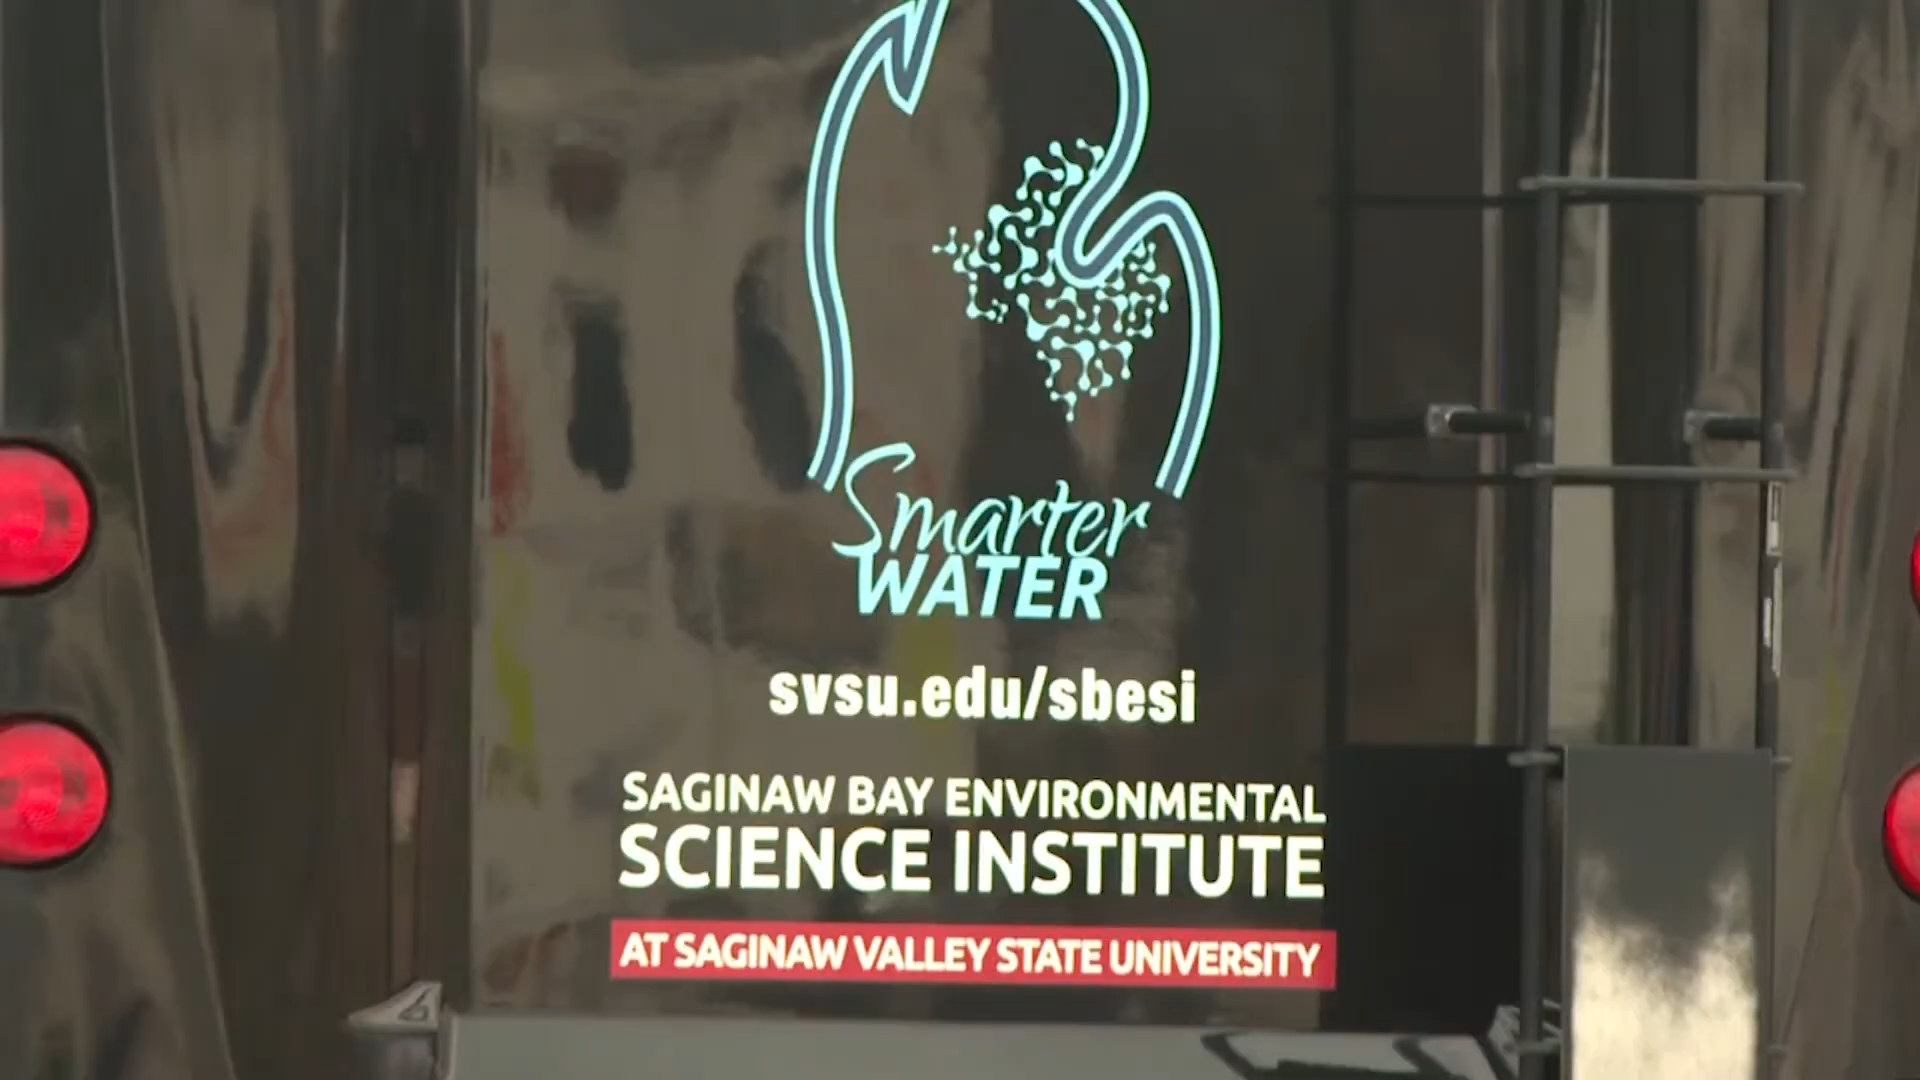 Smarter
WATER
svsu.edu/sbesi
SAGINAW BAY ENVIRONMENTAL
SCIENCE INSTITUTE
AT SAGINAW VALLEY STATE UNIVERSITY